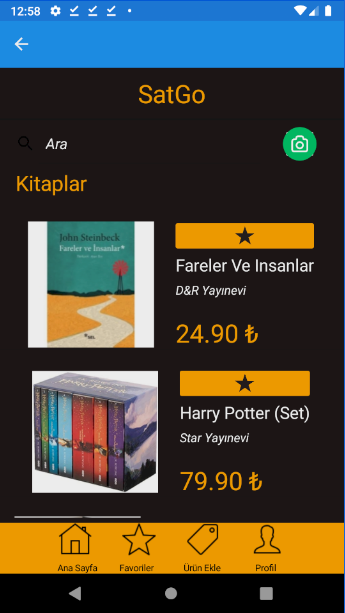 12:58
SatGo
Ara
Kitaplar
John Steinbeck
Fareler ve İnsanlar
Fareler Ve Insanlar
D&R Yayınevi
24.90 ₺
Harry Potter (Set)
Star Yayınevi
79.90 ₺
Ana Sayfa
Favoriler
Ürün Ekle
Profil